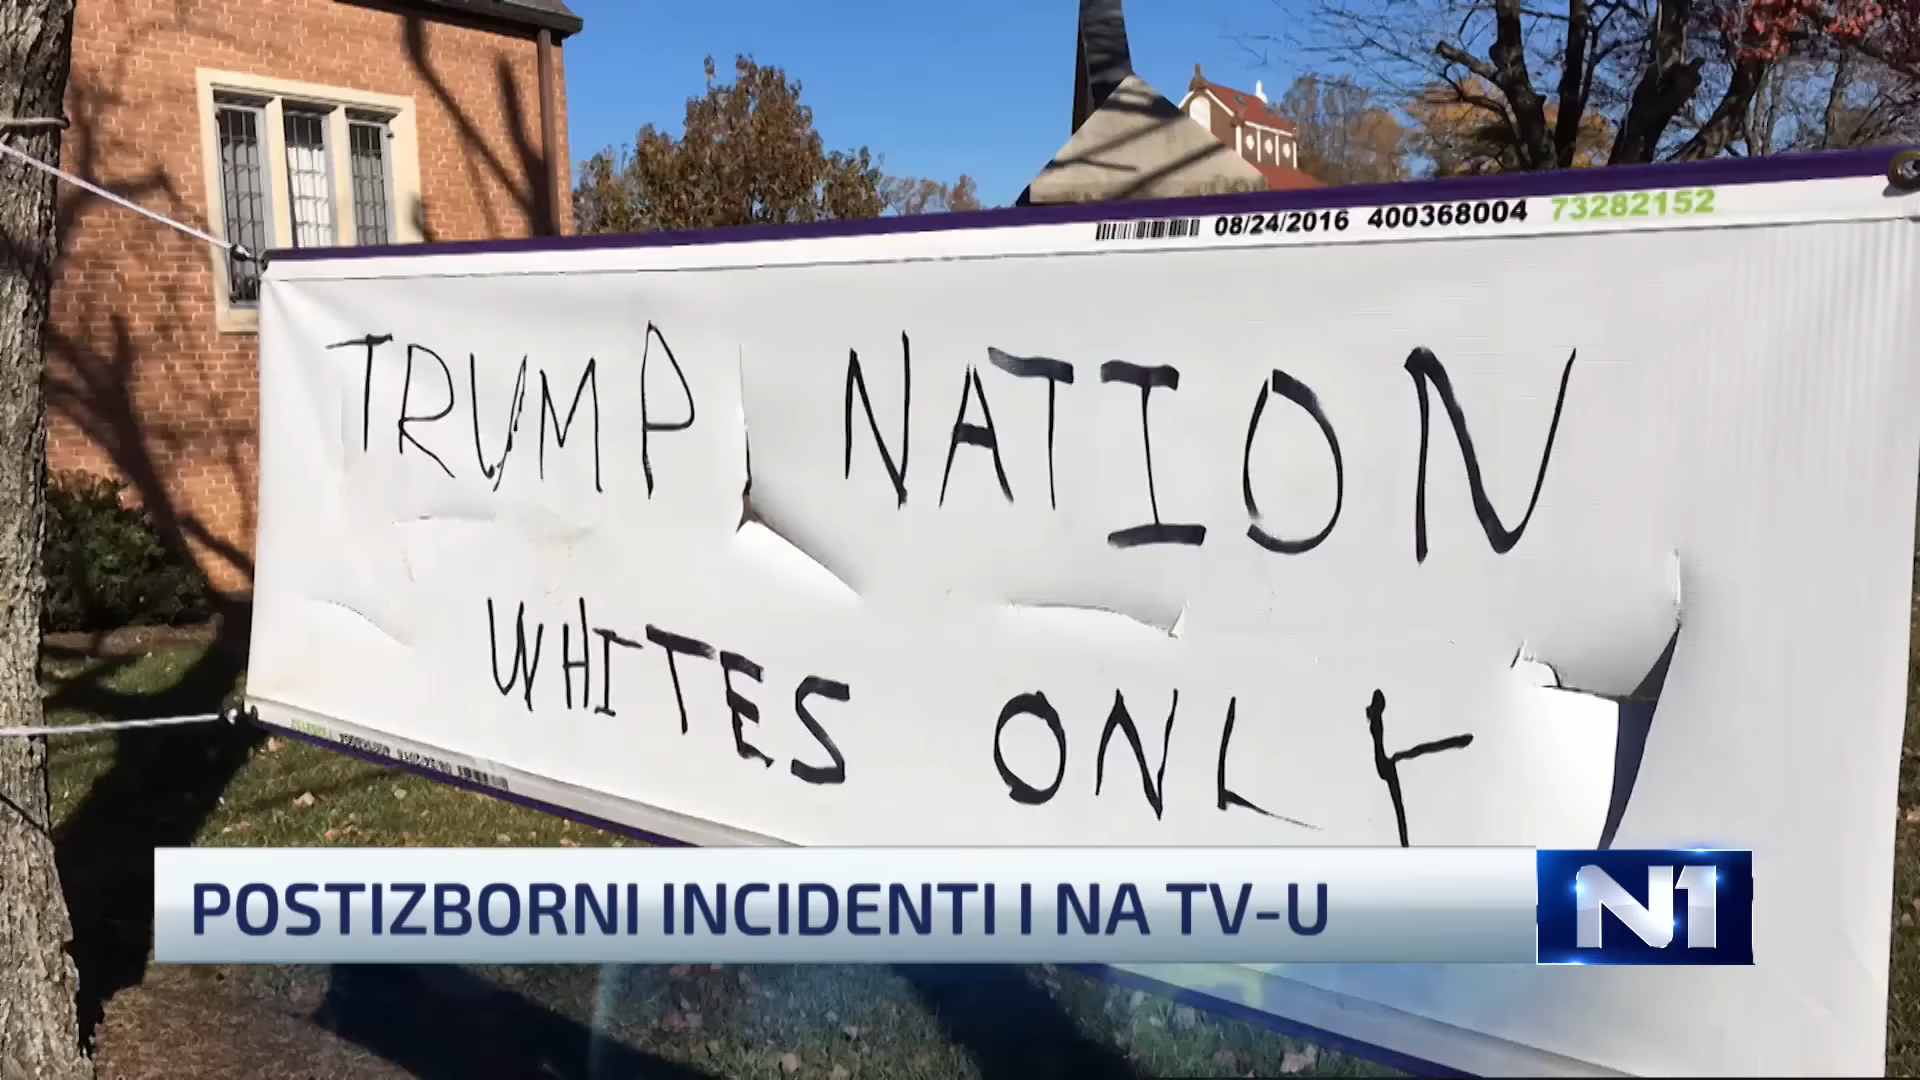 08/24/2016 400368004 73282152
TRUMP NATION
WHITES ONLY
POSTIZBORNI INCIDENTI I NA TV-U
N1